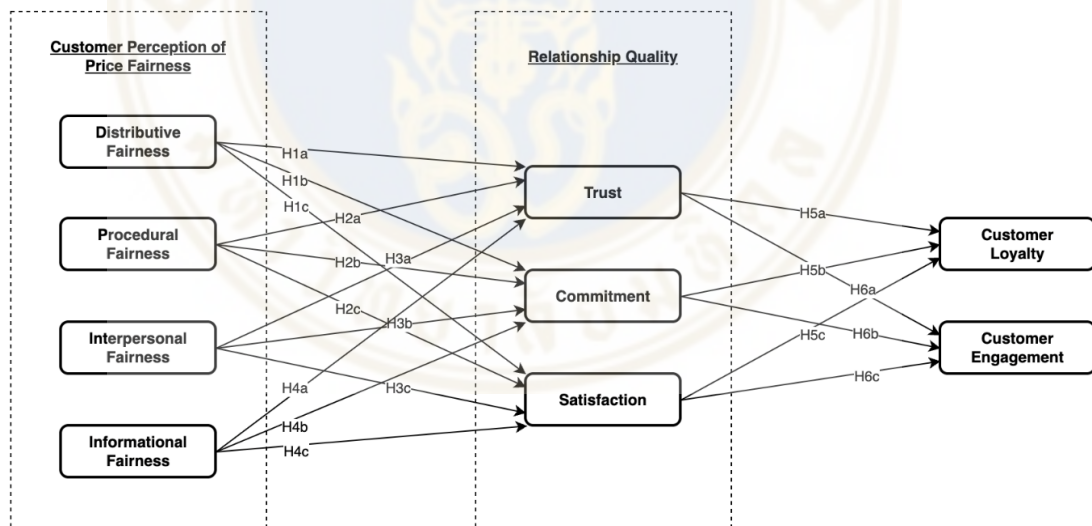 Customer Perception of
Price Fairness
Relationship Quality
Distributive
Fairness
Procedural
Fairness
Interpersonal
Fairness
Informational
Fairness
H1a
H1b
H1c
H2a
H2b
H2c
H3a
H3b
H3c
H4a
H4b
H4c
Trust
Commitment
Satisfaction
H5a
H5b
H5c
H6a
H6b
H6c
Customer
Loyalty
Customer
Engagement